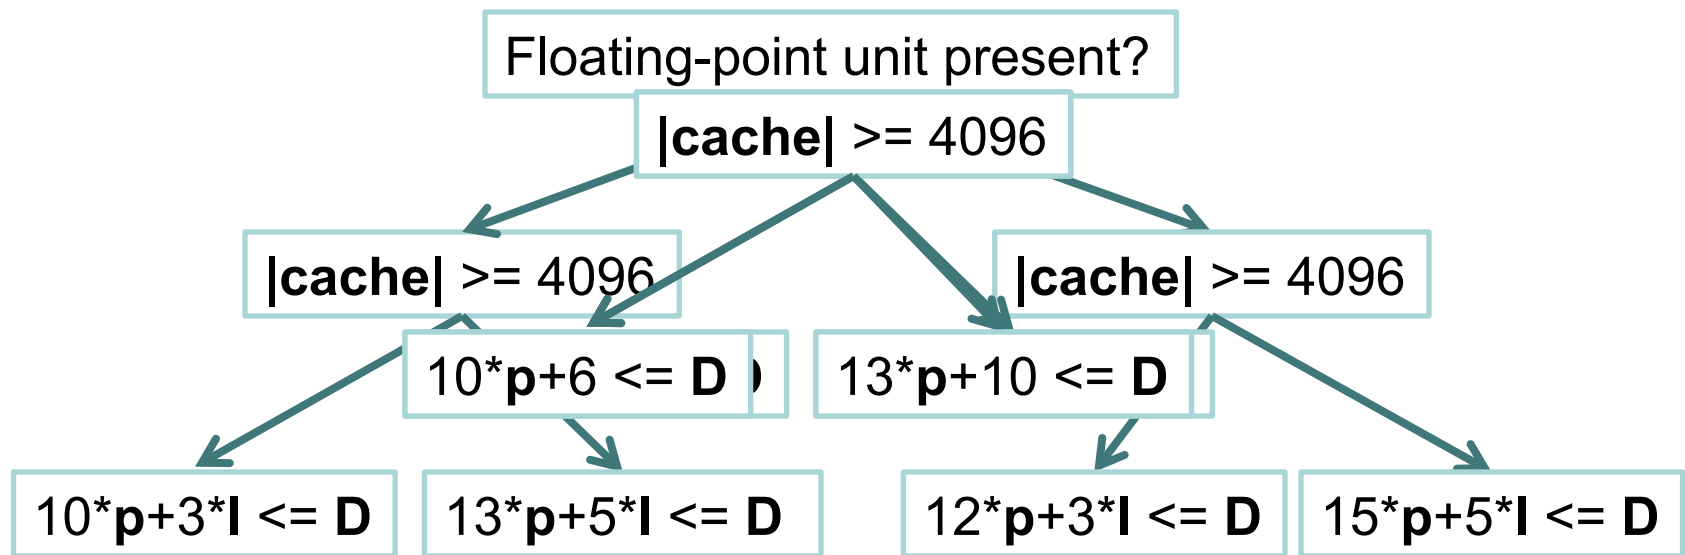 Floating-point unit present?
|cache| >= 4096
|cache| >= 4096
|cache| >= 4096
10*p+6 <= D
13*p+10 <= D
10*p+3*l <= D
13*p+5*l <= D
12*p+3*l <= D
15*p+5*l <= D